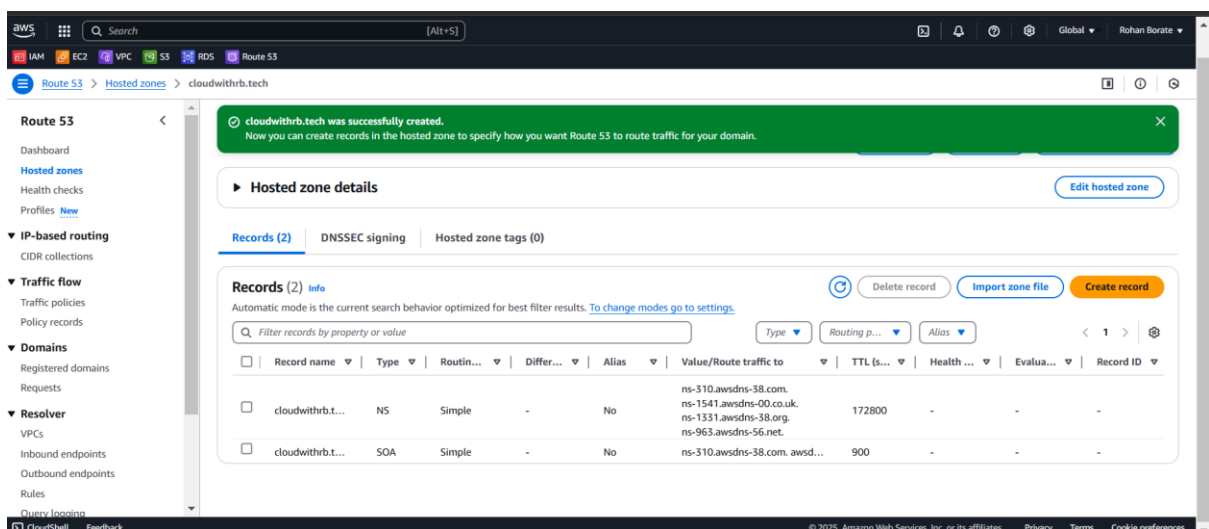 aws
Search [Alt+S] Global Rohan Borate
IAM EC2 VPC S3 RDS Route 53
Route 53 > Hosted zones > cloudwithrb.tech
Route 53
Dashboard
Hosted zones
Health checks
Profiles New
IP-based routing
CIDR collections
Traffic flow
Traffic policies
Policy records
Domains
Registered domains
Requests
Resolver
VPCs
Inbound endpoints
Outbound endpoints
Rules
Query logging
cloudwithrb.tech was successfully created.
Now you can create records in the hosted zone to specify how you want Route 53 to route traffic for your domain.
Hosted zone details Edit hosted zone
Records (2) DNSSEC signing Hosted zone tags (0)
Records (2) Info Delete record Import zone file Create record
Automatic mode is the current search behavior optimized for best filter results. To change modes go to settings.
Filter records by property or value Type Routing p... Alias 1
Record name Type Routin... Differ... Alias Value/Route traffic to TTL (s... Health ... Evalua... Record ID
ns-310.awsdns-38.com.
ns-1541.awsdns-00.co.uk.
cloudwithrb.t... NS Simple - No 172800 - - -
ns-1331.awsdns-38.org.
ns-963.awsdns-56.net.
cloudwithrb.t... SOA Simple - No ns-310.awsdns-38.com. awsd... 900 - - -
CloudShell Feedback © 2025, Amazon Web Services, Inc. or its affiliates. Privacy Terms Cookie preferences